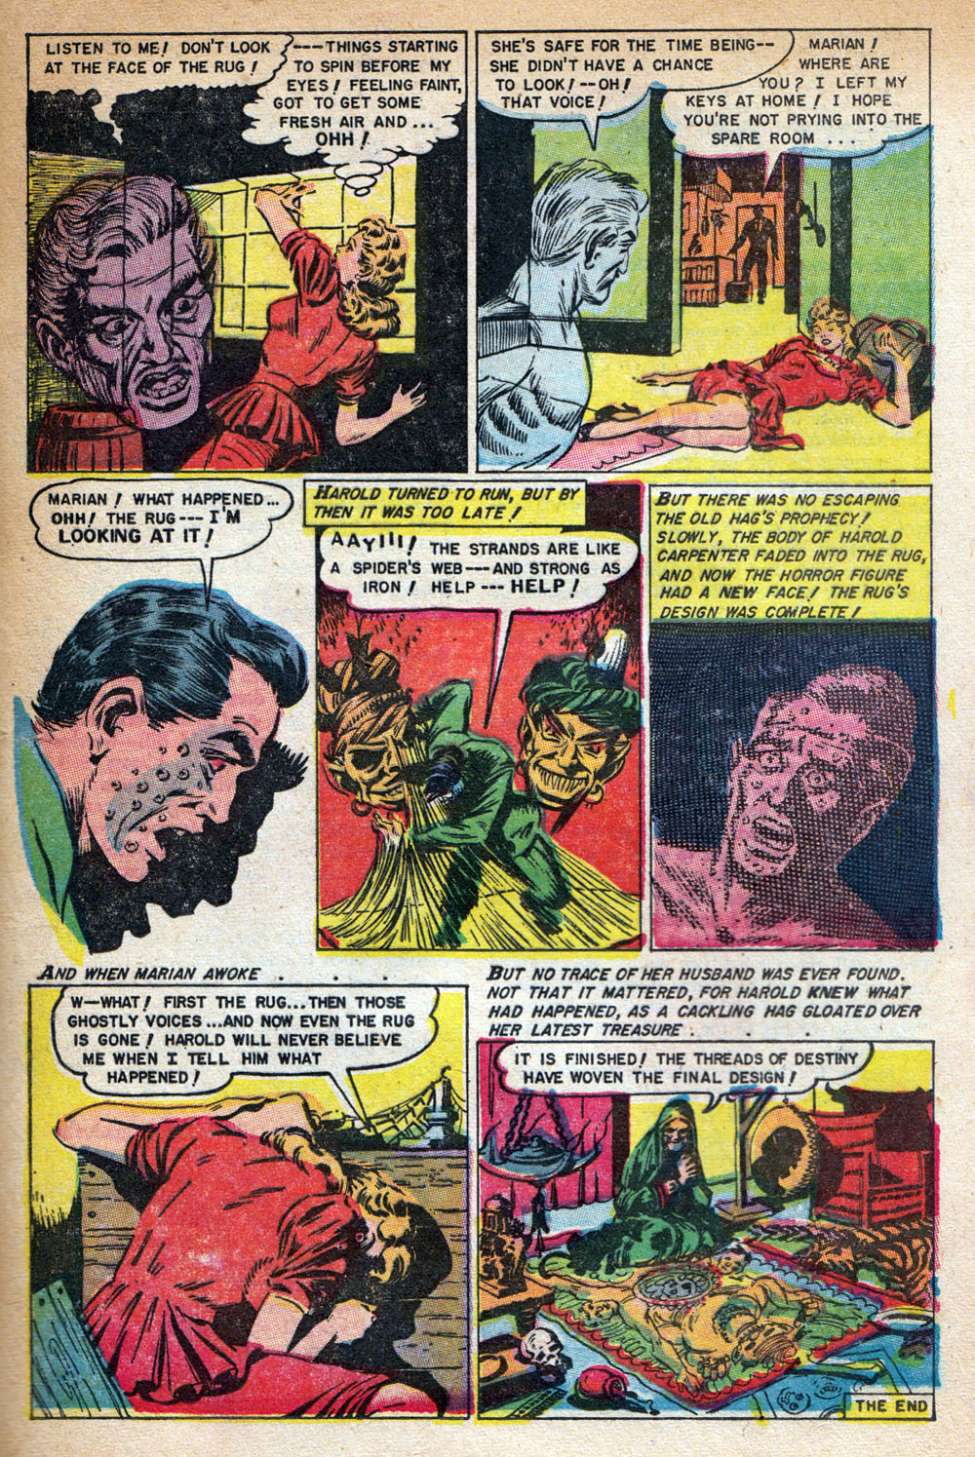 LISTEN TO ME! DON'T LOOK
AT THE FACE OF THE RUG!
---THINGS STARTING
TO SPIN BEFORE MY
EYES! FEELING FAINT,
GOT TO GET SOME
FRESH AIR AND ...
OHH!
SHE'S SAFE FOR THE TIME BEING--
SHE DIDN'T HAVE A CHANCE
TO LOOK!--OH!
THAT VOICE!
MARIAN!
WHERE ARE
YOU? I LEFT MY
KEYS AT HOME! I HOPE
YOU'RE NOT PRYING INTO THE
SPARE ROOM ...
MARIAN! WHAT HAPPENED...
OHH! THE RUG---I'M
LOOKING AT IT!
HAROLD TURNED TO RUN, BUT BY
THEN IT WAS TOO LATE!
AAYIII! THE STRANDS ARE LIKE
A SPIDER'S WEB---AND STRONG AS
IRON! HELP---HELP!
BUT THERE WAS NO ESCAPING
THE OLD HAG'S PROPHECY!
SLOWLY, THE BODY OF HAROLD
CARPENTER FADED INTO THE RUG,
AND NOW THE HORROR FIGURE
HAD A NEW FACE! THE RUG'S
DESIGN WAS COMPLETE!
AND WHEN MARIAN AWOKE . . .
W-WHAT! FIRST THE RUG...THEN THOSE
GHOSTLY VOICES...AND NOW EVEN THE RUG
IS GONE! HAROLD WILL NEVER BELIEVE
ME WHEN I TELL HIM WHAT
HAPPENED!
BUT NO TRACE OF HER HUSBAND WAS EVER FOUND.
NOT THAT IT MATTERED, FOR HAROLD KNEW WHAT
HAD HAPPENED, AS A CACKLING HAG GLOATED OVER
HER LATEST TREASURE . . .
IT IS FINISHED! THE THREADS OF DESTINY
HAVE WOVEN THE FINAL DESIGN!
THE END